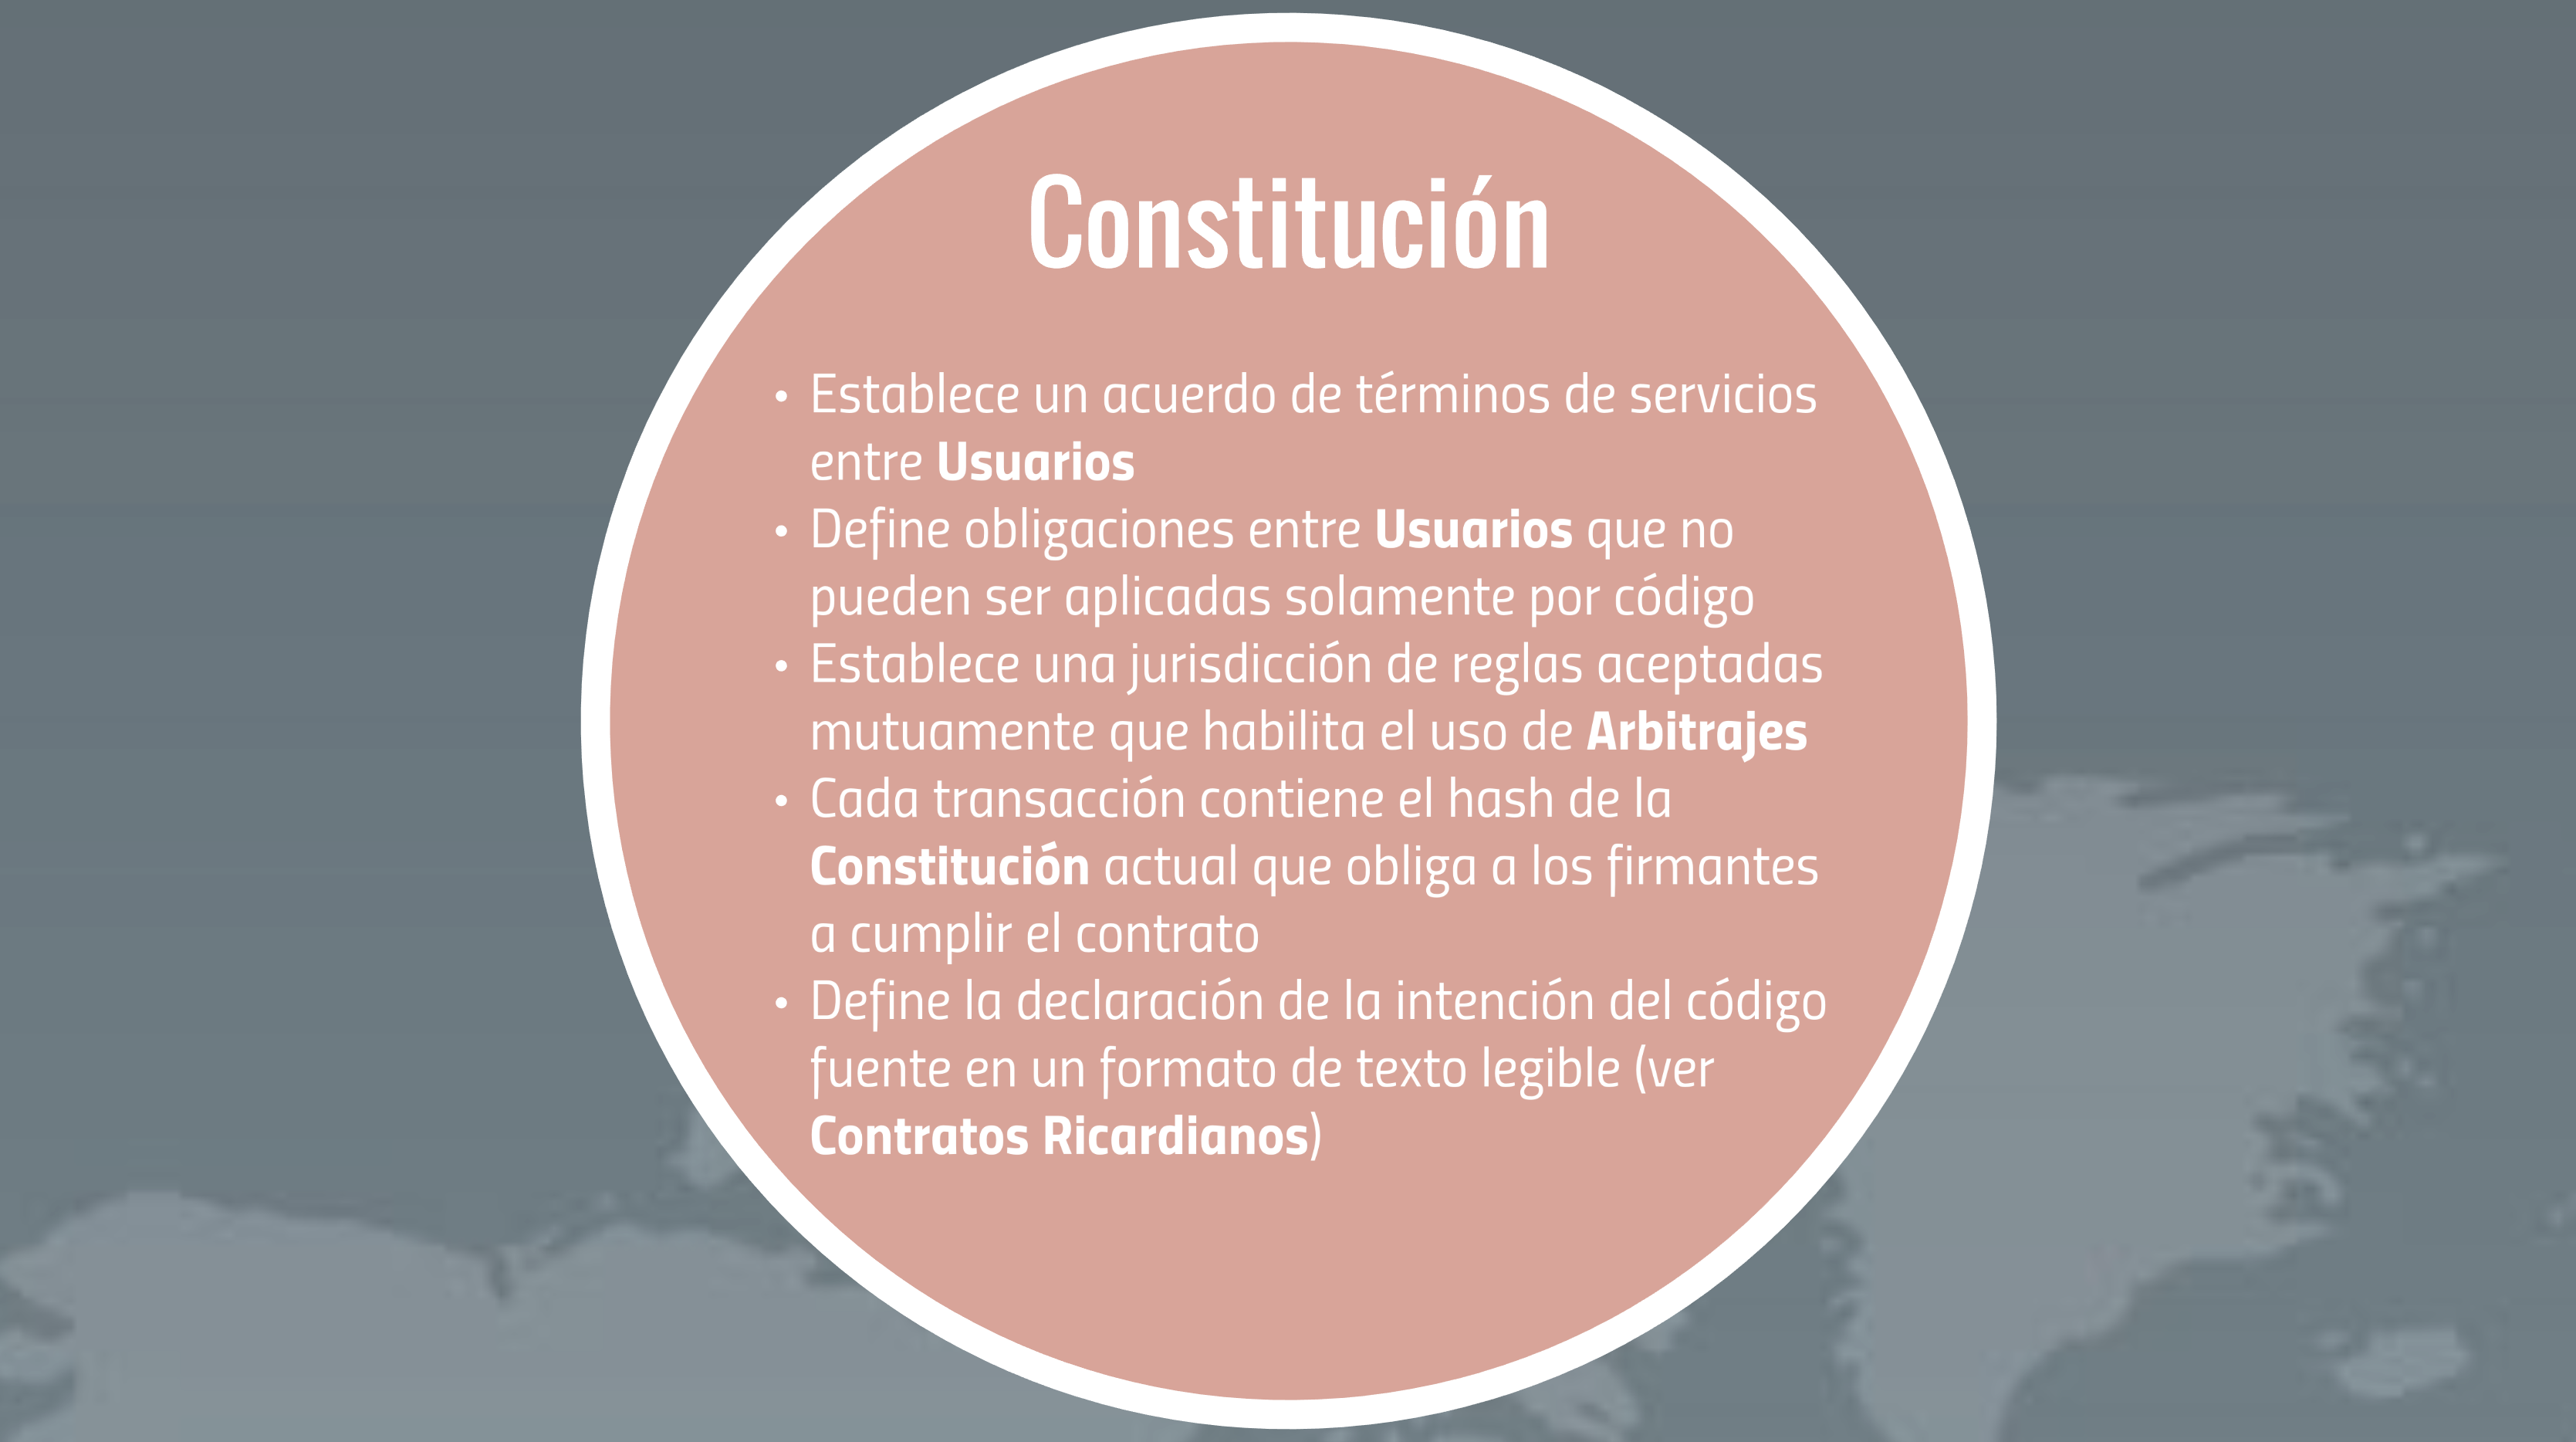 Constitución
• Establece un acuerdo de términos de servicios
entre Usuarios
• Define obligaciones entre Usuarios que no
pueden ser aplicadas solamente por código
• Establece una jurisdicción de reglas aceptadas
mutuamente que habilita el uso de Arbitrajes
• Cada transacción contiene el hash de la
Constitución actual que obliga a los firmantes
a cumplir el contrato
• Define la declaración de la intención del código
fuente en un formato de texto legible (ver
Contratos Ricardianos)